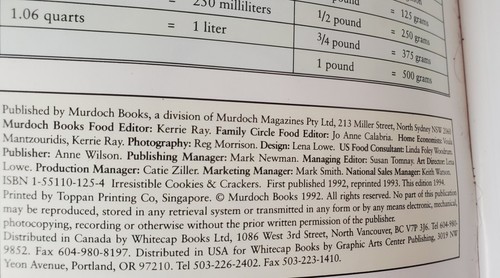 = 250 milliliters
1.06 quarts = 1 liter
= 125 grams
1/2 pound = 250 grams
3/4 pound = 375 grams
1 pound = 500 grams
Published by Murdoch Books, a division of Murdoch Magazines Pty Ltd, 213 Miller Street, North Sydney NSW 2060
Murdoch Books Food Editor: Kerrie Ray. Family Circle Food Editor: Jo Anne Calabria. Home Economists: Voula
Mantzouridis, Kerrie Ray. Photography: Reg Morrison. Design: Lena Lowe. US Food Consultant: Linda Foley Woodrum.
Publisher: Anne Wilson. Publishing Manager: Mark Newman. Managing Editor: Susan Tomnay. Art Director: Lena
Lowe. Production Manager: Catie Ziller. Marketing Manager: Mark Smith. National Sales Manager: Keith Watson.
ISBN 1-55110-125-4 Irresistible Cookies & Crackers. First published 1992, reprinted 1993. This edition 1994.
Printed by Toppan Printing Co, Singapore. © Murdoch Books 1992. All rights reserved. No part of this publication
may be reproduced, stored in any retrieval system or transmitted in any form or by any means electronic, mechanical,
photocopying, recording or otherwise without the prior written permission of the publisher.
Distributed in Canada by Whitecap Books Ltd, 1086 West 3rd Street, North Vancouver, BC V7P 3J6. Tel 604-980-
9852. Fax 604-980-8197. Distributed in USA for Whitecap Books by Graphic Arts Center Publishing, 3019 NW
Yeon Avenue, Portland, OR 97210. Tel 503-226-2402. Fax 503-223-1410.